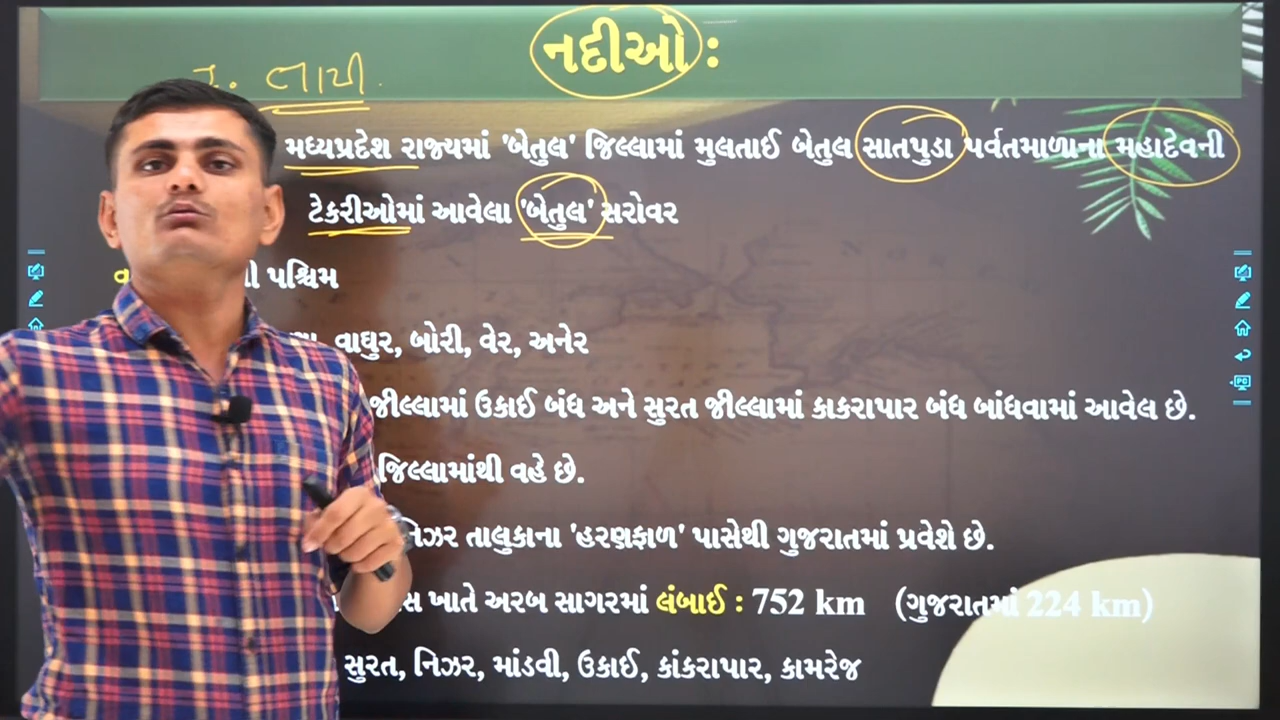 નદીઓ :
૨. તાપી.
મધ્યપ્રદેશ રાજ્યમાં 'બેતુલ' જિલ્લામાં મુલતાઈ બેતુલ સાતપુડા પર્વતમાળાના મહાદેવની
ટેકરીઓમાં આવેલા 'બેતુલ' સરોવર
પશ્ચિમ
વાઘુર, બોરી, વેર, અનેર
જીલ્લામાં ઉકાઈ બંધ અને સુરત જીલ્લામાં કાકરાપાર બંધ બાંધવામાં આવેલ છે.
જિલ્લામાંથી વહે છે.
નિઝર તાલુકાના 'હરણફાળ' પાસેથી ગુજરાતમાં પ્રવેશે છે.
ખાતે અરબ સાગરમાં લંબાઈ : 752 km (ગુજરાતમાં 224 km)
સુરત, નિઝર, માંડવી, ઉકાઈ, કાંકરાપાર, કામરેજ
PC